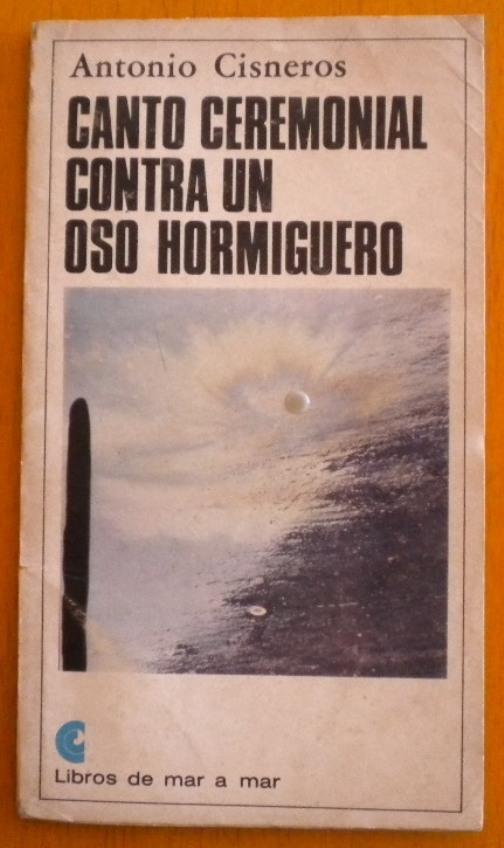 Antonio Cisneros
CANTO CEREMONIAL
CONTRA UN
OSO HORMIGUERO
Libros de mar a mar